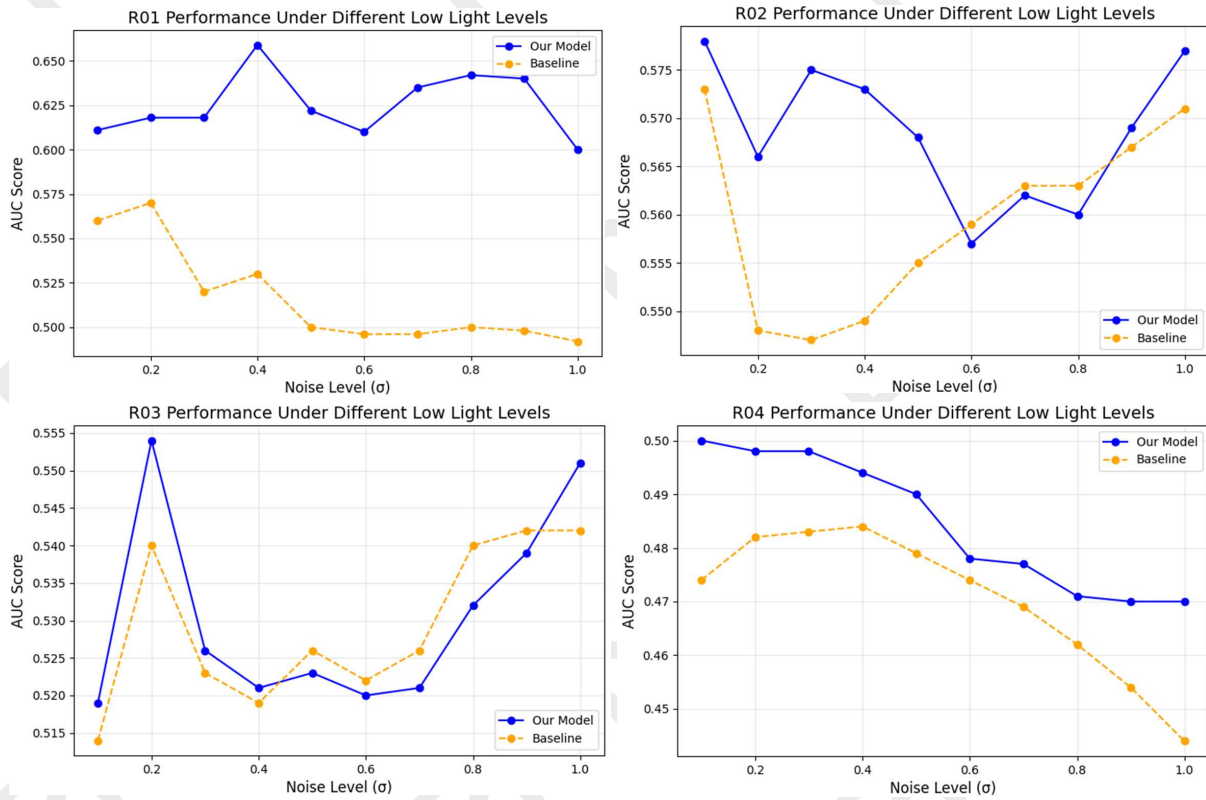 R01 Performance Under Different Low Light Levels
Our Model
Baseline
AUC Score
0.650
0.625
0.600
0.575
0.550
0.525
0.500
0.2
0.4
0.6
0.8
1.0
Noise Level (σ)
R02 Performance Under Different Low Light Levels
AUC Score
0.575
0.570
0.565
0.560
0.555
0.550
Our Model
Baseline
0.2
0.4
0.6
0.8
1.0
Noise Level (σ)
R03 Performance Under Different Low Light Levels
AUC Score
0.555
0.550
0.545
0.540
0.535
0.530
0.525
0.520
0.515
Our Model
Baseline
0.2
0.4
0.6
0.8
1.0
Noise Level (σ)
R04 Performance Under Different Low Light Levels
Our Model
Baseline
AUC Score
0.50
0.49
0.48
0.47
0.46
0.45
0.2
0.4
0.6
0.8
1.0
Noise Level (σ)